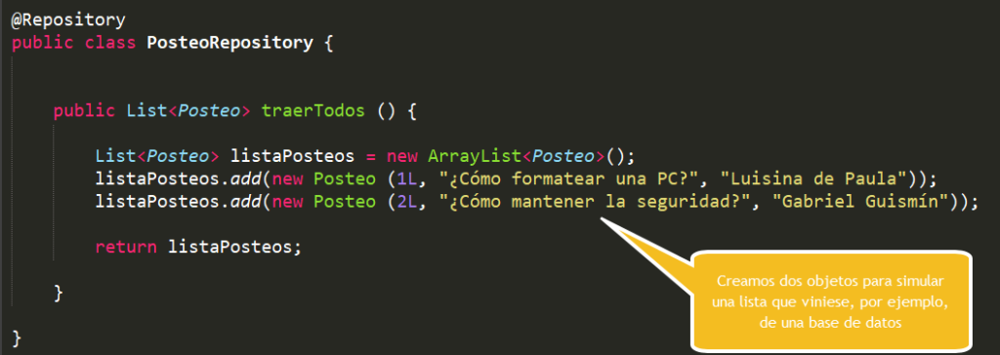 @Repository
public class PosteoRepository {
public List<Posteo> traerTodos () {
List<Posteo> listaPosteos = new ArrayList<Posteo>();
listaPosteos.add(new Posteo (1L, "¿Cómo formatear una PC?", "Luisina de Paula"));
listaPosteos.add(new Posteo (2L, "¿Cómo mantener la seguridad?", "Gabriel Guismín"));
return listaPosteos;
}
}
Creamos dos objetos para simular
una lista que viniese, por ejemplo,
de una base de datos